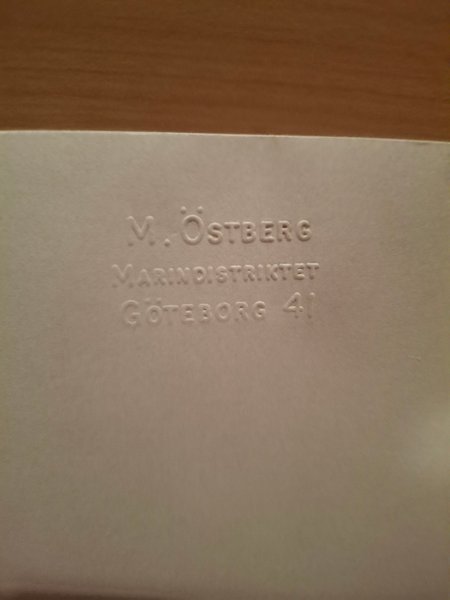 M. ÖSTBERG
MARINDISTRIKTET
GÖTEBORG 41